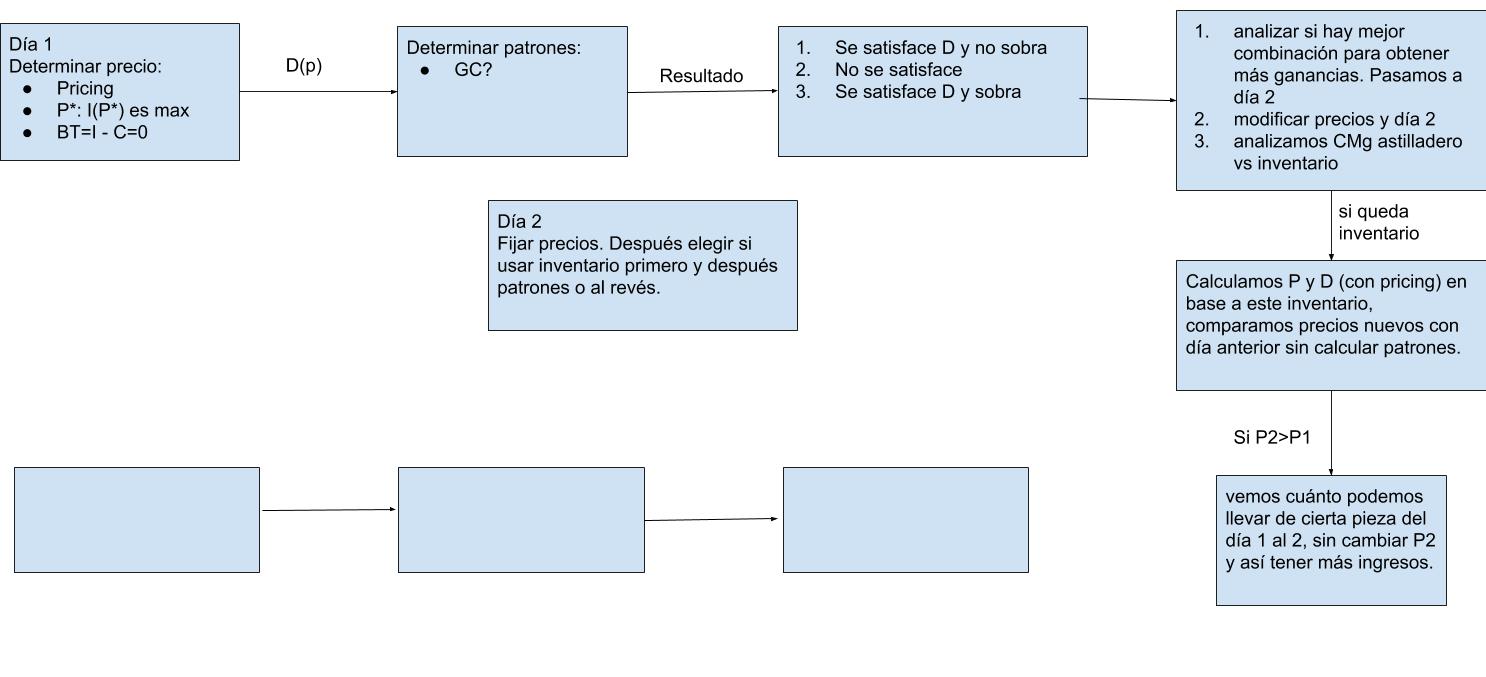 Día 1
Determinar precio:
● Pricing
● P*: I(P*) es max
● BT=I - C=0
D(p)
Determinar patrones:
● GC?
Resultado
1. Se satisface D y no sobra
2. No se satisface
3. Se satisface D y sobra
1. analizar si hay mejor
combinación para obtener
más ganancias. Pasamos a
día 2
2. modificar precios y día 2
3. analizamos CMg astilladero
vs inventario
si queda
inventario
Día 2
Fijar precios. Después elegir si
usar inventario primero y después
patrones o al revés.
Calculamos P y D (con pricing) en
base a este inventario,
comparamos precios nuevos con
día anterior sin calcular patrones.
Si P2>P1
vemos cuánto podemos
llevar de cierta pieza del
día 1 al 2, sin cambiar P2
y así tener más ingresos.